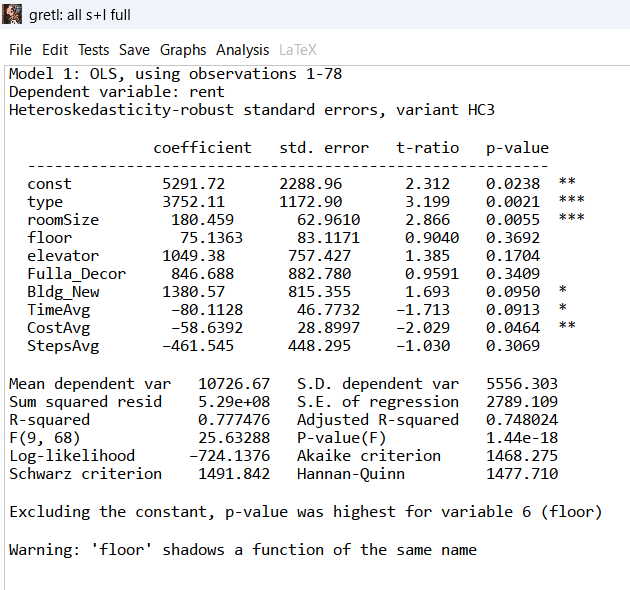 gretl: all s+l full
File Edit Tests Save Graphs Analysis LaTeX
Model 1: OLS, using observations 1-78
Dependent variable: rent
Heteroskedasticity-robust standard errors, variant HC3
coefficient std. error t-ratio p-value
---------------------------------------------------------
const 5291.72 2288.96 2.312 0.0238 **
type 3752.11 1172.90 3.199 0.0021 ***
roomSize 180.459 62.9610 2.866 0.0055 ***
floor 75.1363 83.1171 0.9040 0.3692
elevator 1049.38 757.427 1.385 0.1704
Fulla_Decor 846.688 882.780 0.9591 0.3409
Bldg_New 1380.57 815.355 1.693 0.0950 *
TimeAvg −80.1128 46.7732 −1.713 0.0913 *
CostAvg −58.6392 28.8997 −2.029 0.0464 **
StepsAvg −461.545 448.295 −1.030 0.3069
Mean dependent var 10726.67 S.D. dependent var 5556.303
Sum squared resid 5.29e+08 S.E. of regression 2789.109
R-squared 0.777476 Adjusted R-squared 0.748024
F(9, 68) 25.63288 P-value(F) 1.44e-18
Log-likelihood −724.1376 Akaike criterion 1468.275
Schwarz criterion 1491.842 Hannan-Quinn 1477.710
Excluding the constant, p-value was highest for variable 6 (floor)
Warning: 'floor' shadows a function of the same name